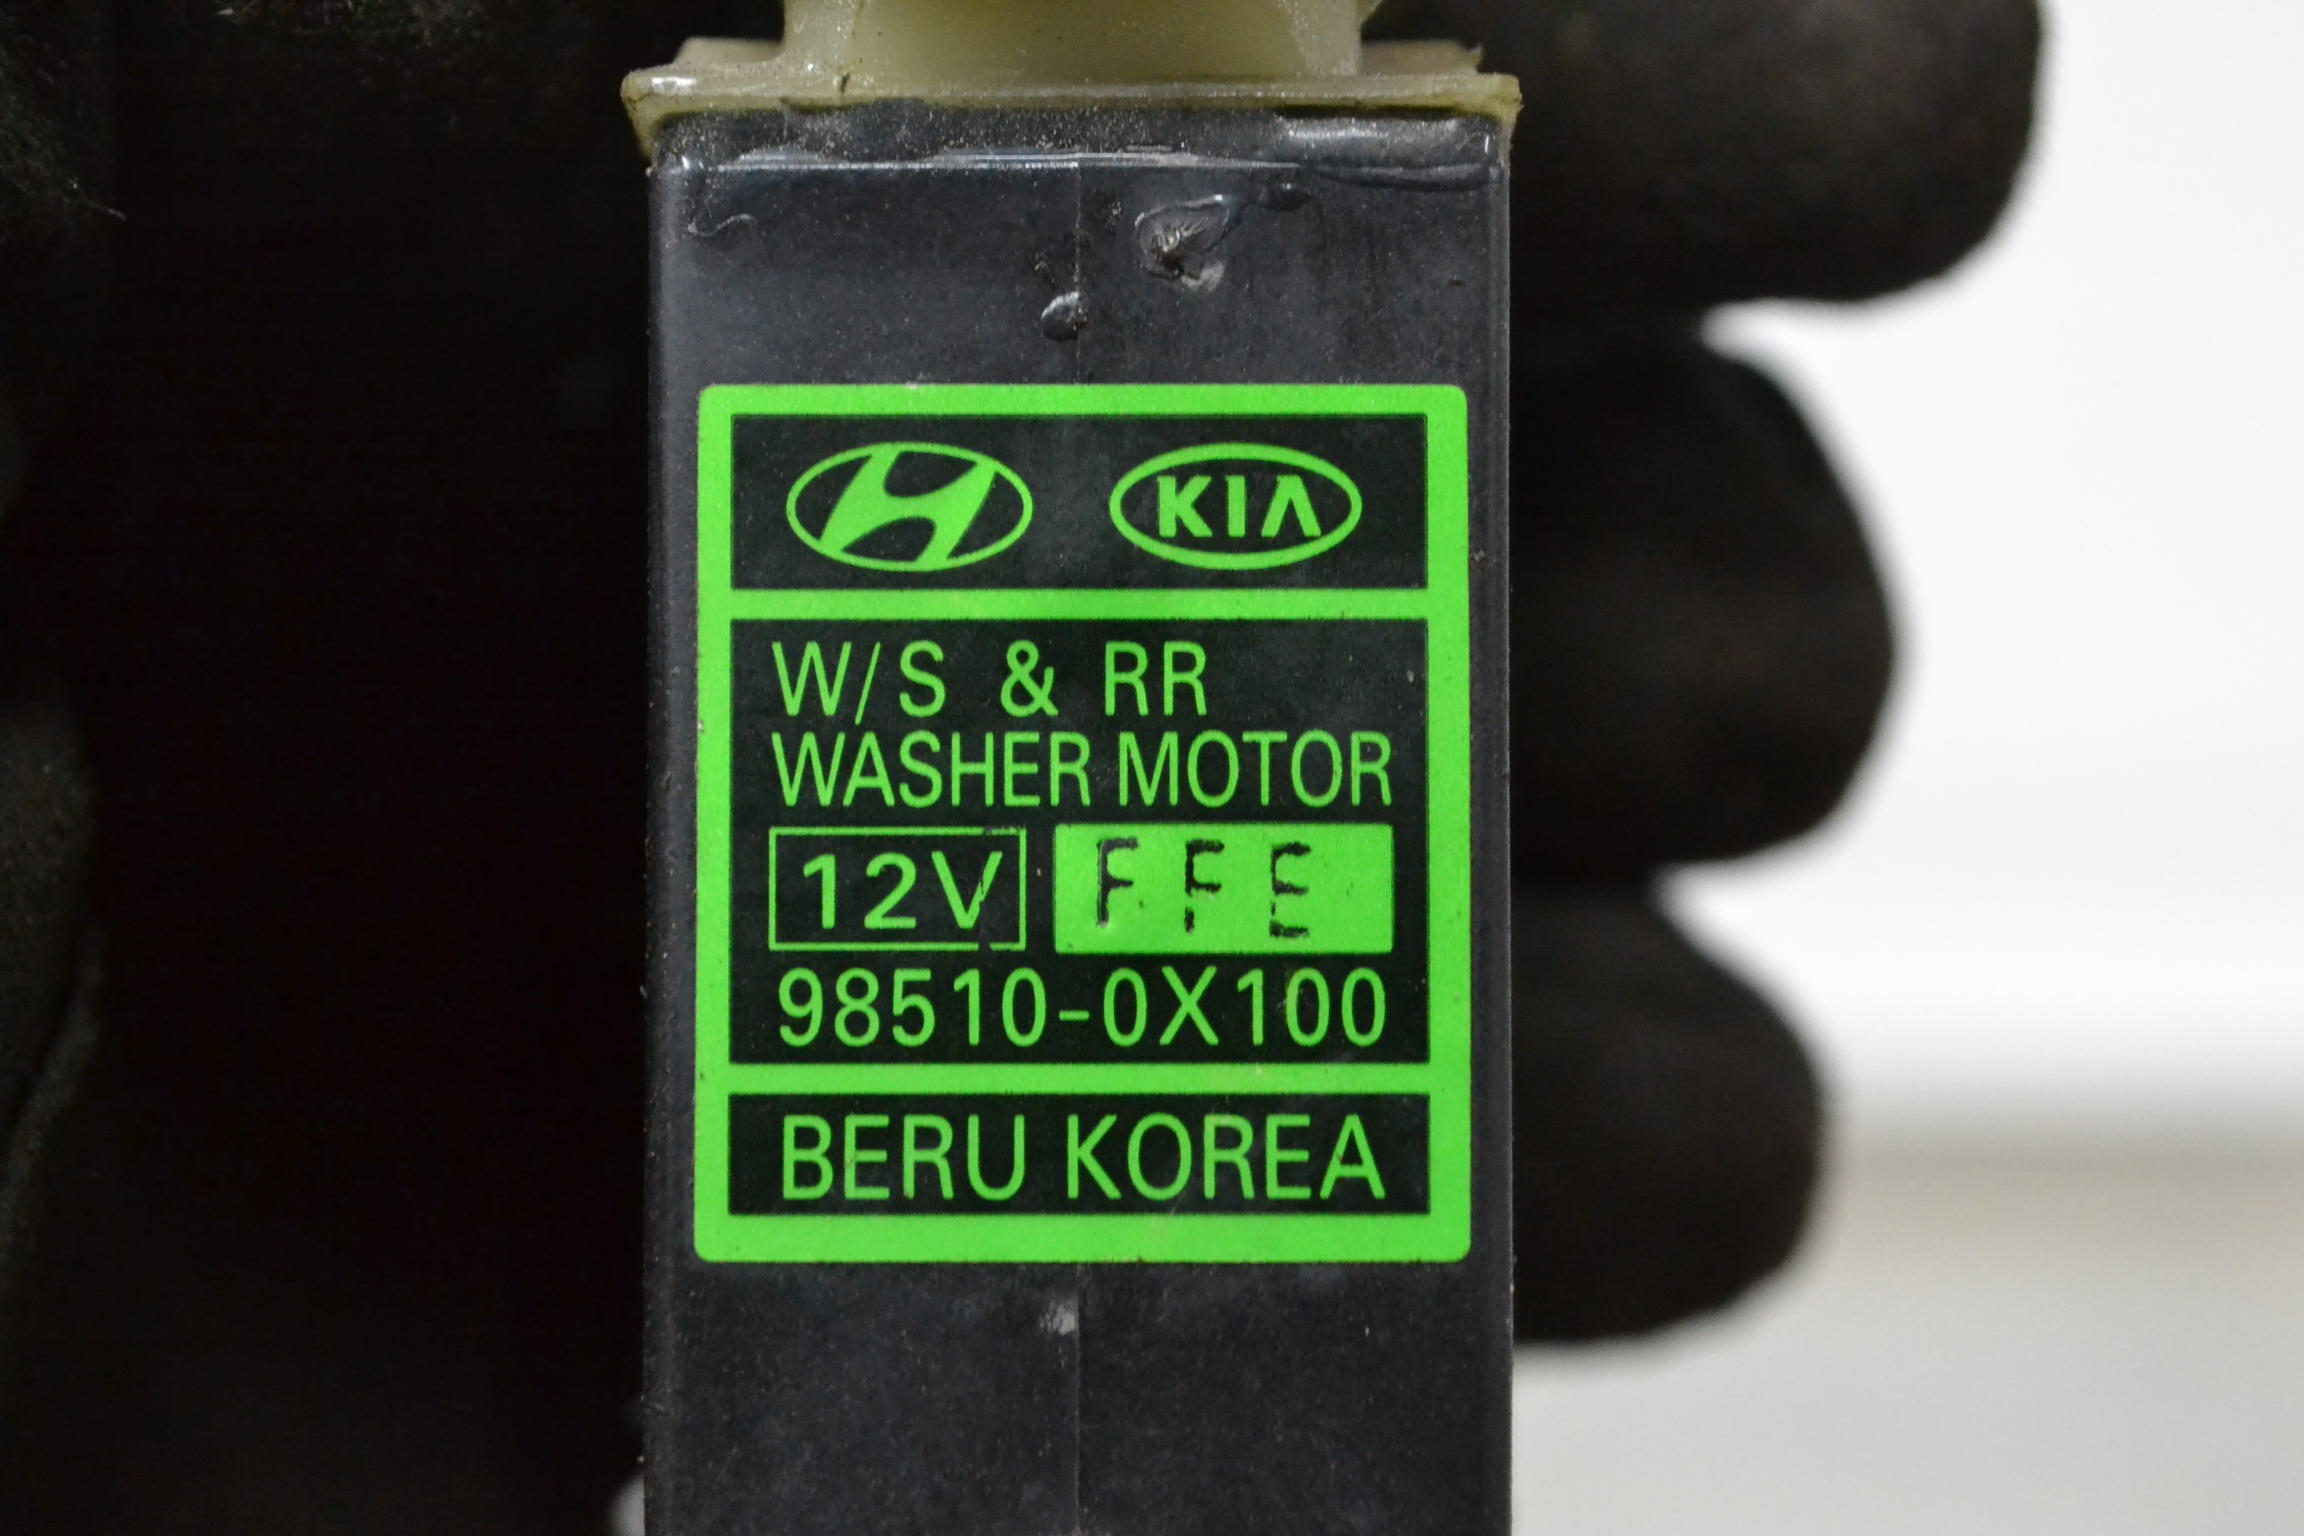 KIA
W/S & RR
WASHER MOTOR
12V FFE
98510-0X100
BERU KOREA